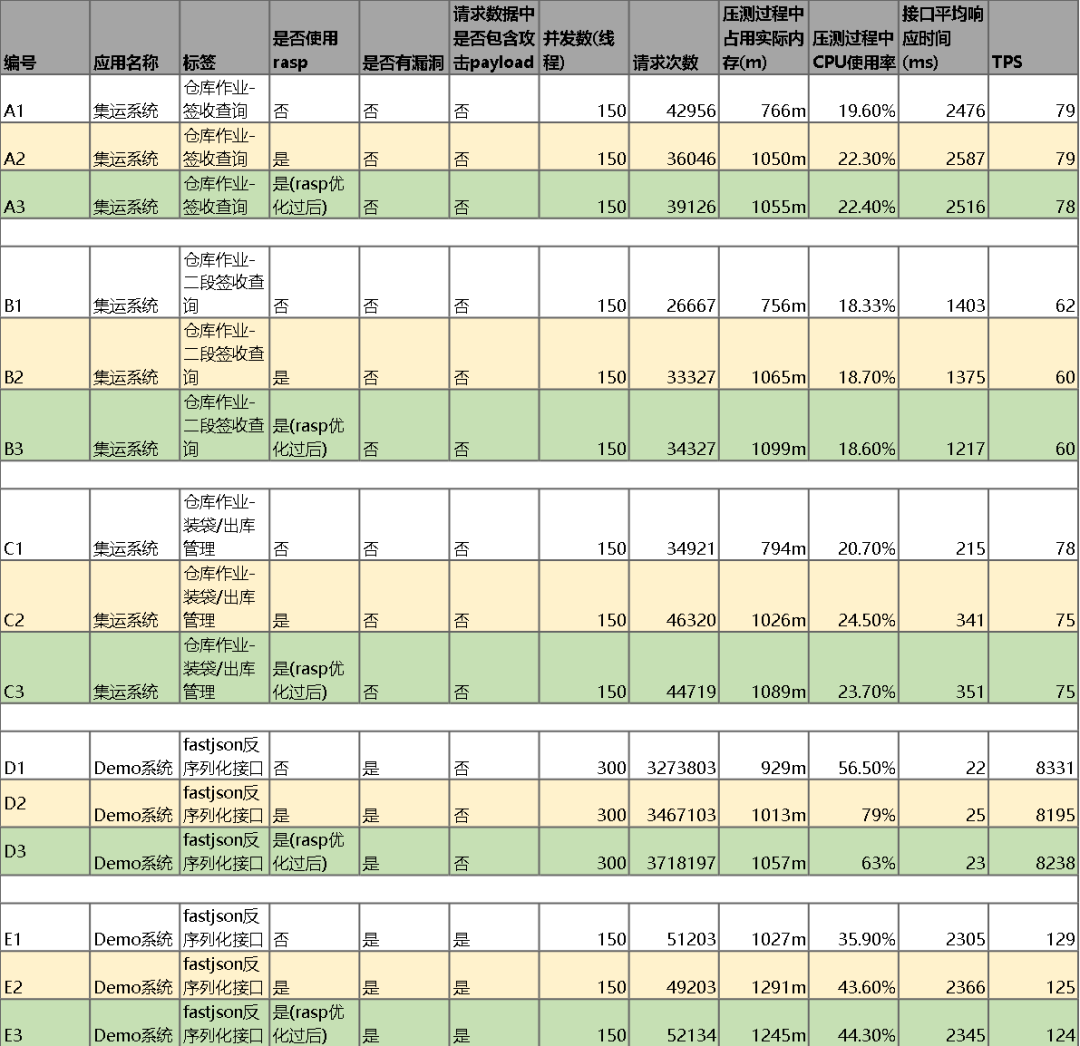 编号 应用名称 标签 是否使用rasp 是否有漏洞 请求数据中是否包含攻击payload 并发数(线程) 请求次数 压测过程中占用实际内存(m) 压测过程中CPU使用率 接口平均响应时间(ms) TPS
A1 集运系统 仓库作业-签收查询 否 否 否 150 42956 766m 19.60% 2476 79
A2 集运系统 仓库作业-签收查询 是 否 否 150 36046 1050m 22.30% 2587 79
A3 集运系统 仓库作业-签收查询 是(rasp优化过后) 否 否 150 39126 1055m 22.40% 2516 78
B1 集运系统 仓库作业-二段签收查询 否 否 否 150 26667 756m 18.33% 1403 62
B2 集运系统 仓库作业-二段签收查询 是 否 否 150 33327 1065m 18.70% 1375 60
B3 集运系统 仓库作业-二段签收查询 是(rasp优化过后) 否 否 150 34327 1099m 18.60% 1217 60
C1 集运系统 仓库作业-装袋/出库管理 否 否 否 150 34921 794m 20.70% 215 78
C2 集运系统 仓库作业-装袋/出库管理 是 否 否 150 46320 1026m 24.50% 341 75
C3 集运系统 仓库作业-装袋/出库管理 是(rasp优化过后) 否 否 150 44719 1089m 23.70% 351 75
D1 Demo系统 fastjson反序列化接口 否 是 否 300 3273803 929m 56.50% 22 8331
D2 Demo系统 fastjson反序列化接口 是 是 否 300 3467103 1013m 79% 25 8195
D3 Demo系统 fastjson反序列化接口 是(rasp优化过后) 是 否 300 3718197 1057m 63% 23 8238
E1 Demo系统 fastjson反序列化接口 否 是 是 150 51203 1027m 35.90% 2305 129
E2 Demo系统 fastjson反序列化接口 是 是 是 150 49203 1291m 43.60% 2366 125
E3 Demo系统 fastjson反序列化接口 是(rasp优化过后) 是 是 150 52134 1245m 44.30% 2345 124